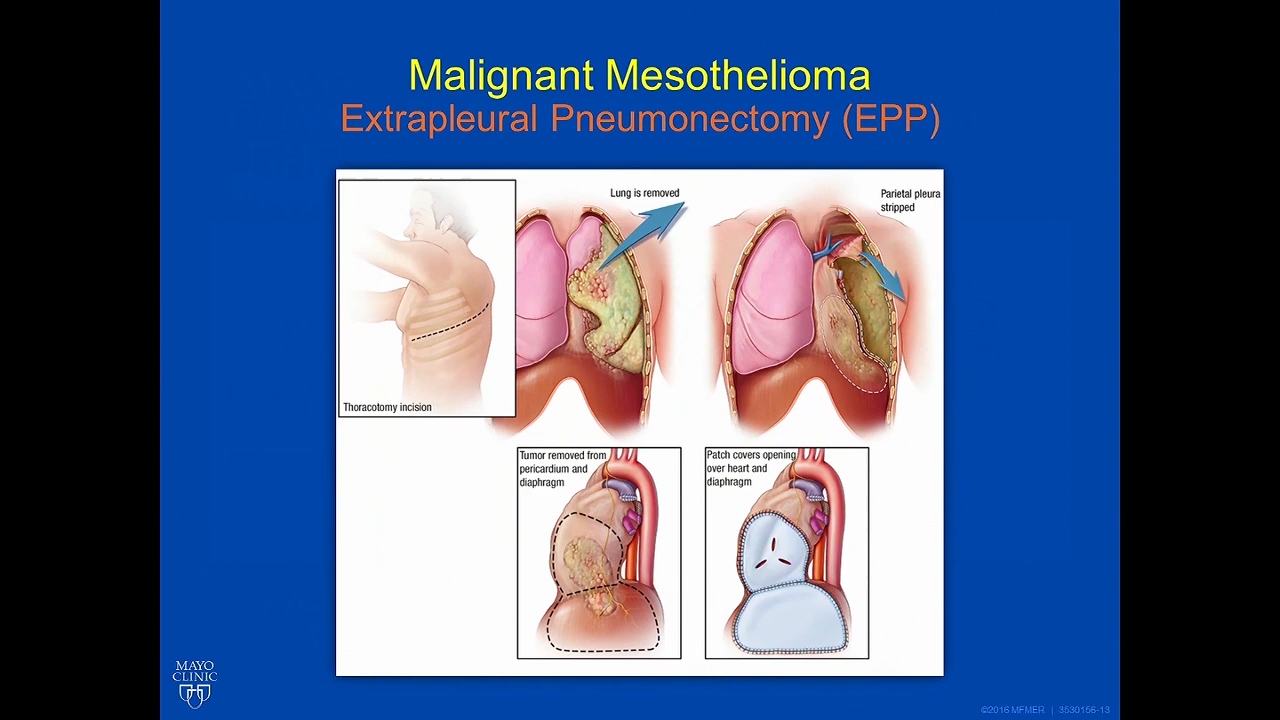 Malignant Mesothelioma
Extrapleural Pneumonectomy (EPP)
Lung is removed
Parietal pleura
stripped
Thoracotomy incision
Tumor removed from
pericardium and
diaphragm
Patch covers opening
over heart and
diaphragm
MAYO
CLINIC
©2016 MFMER | 3530156-13